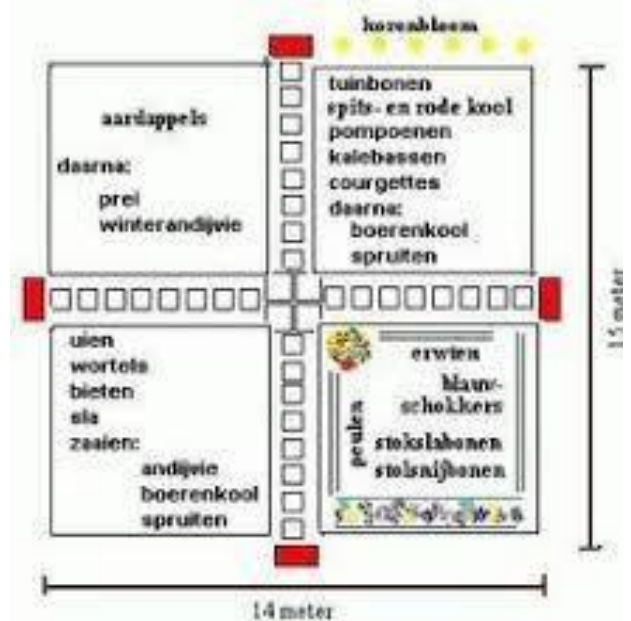 korenbloem
aardappels
daarna:
prei
winterandijvie
tuinbonen
spits- en rode kool
pompoenen
kalebassen
courgettes
daarna:
boerenkool
spruiten
uien
wortels
bieten
sla
zaaien:
andijvie
boerenkool
spruiten
erwten
blauw-
schokkers
peulen
stokslabonen
stoksnijbonen
15 meter
14 meter